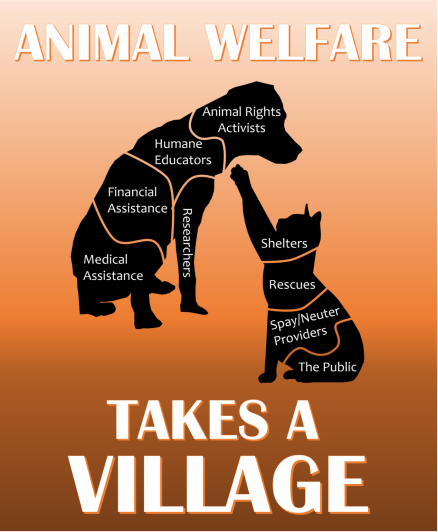 ANIMAL WELFARE
Animal Rights
Activists
Humane
Educators
Financial
Assistance
Researchers
Medical
Assistance
Shelters
Rescues
Spay/Neuter
Providers
The Public
TAKES A
VILLAGE